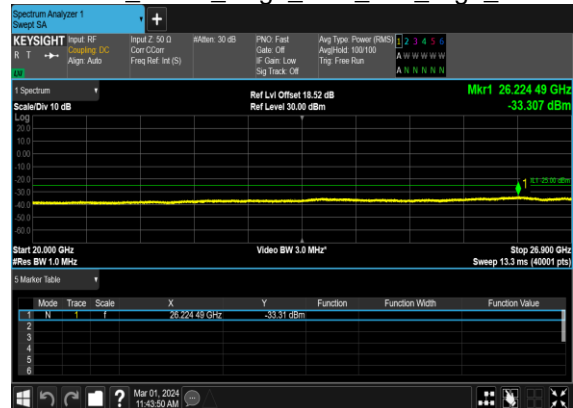 Spectrum Analyzer 1
Swept SA
KEYSIGHT Input: RF Input Z: 50 Ω #Atten: 30 dB PNO: Fast Avg Type: Power (RMS) 1 2 3 4 5 6
R T Coupling: DC Corr CCorr Gate: Off Avg|Hold: 100/100 A W W W W W
Align: Auto Freq Ref: Int (S) IF Gain: Low Trig: Free Run
LW Sig Track: Off A N N N N N
1 Spectrum Ref Lvl Offset 18.52 dB Mkr1 26.224 49 GHz
Scale/Div 10 dB Ref Level 30.00 dBm -33.307 dBm
Log
20.0
10.0
0.00
-10.0
-20.0
1 DL1 -25.00 dBm
-30.0
-40.0
-50.0
-60.0
Start 20.000 GHz Video BW 3.0 MHz* Stop 26.900 GHz
#Res BW 1.0 MHz Sweep 13.3 ms (40001 pts)
5 Marker Table
Mode Trace Scale X Y Function Function Width Function Value
1 N 1 f 26.224 49 GHz -33.31 dBm
2
3
4
5
6
? Mar 01, 2024
11:43:50 AM